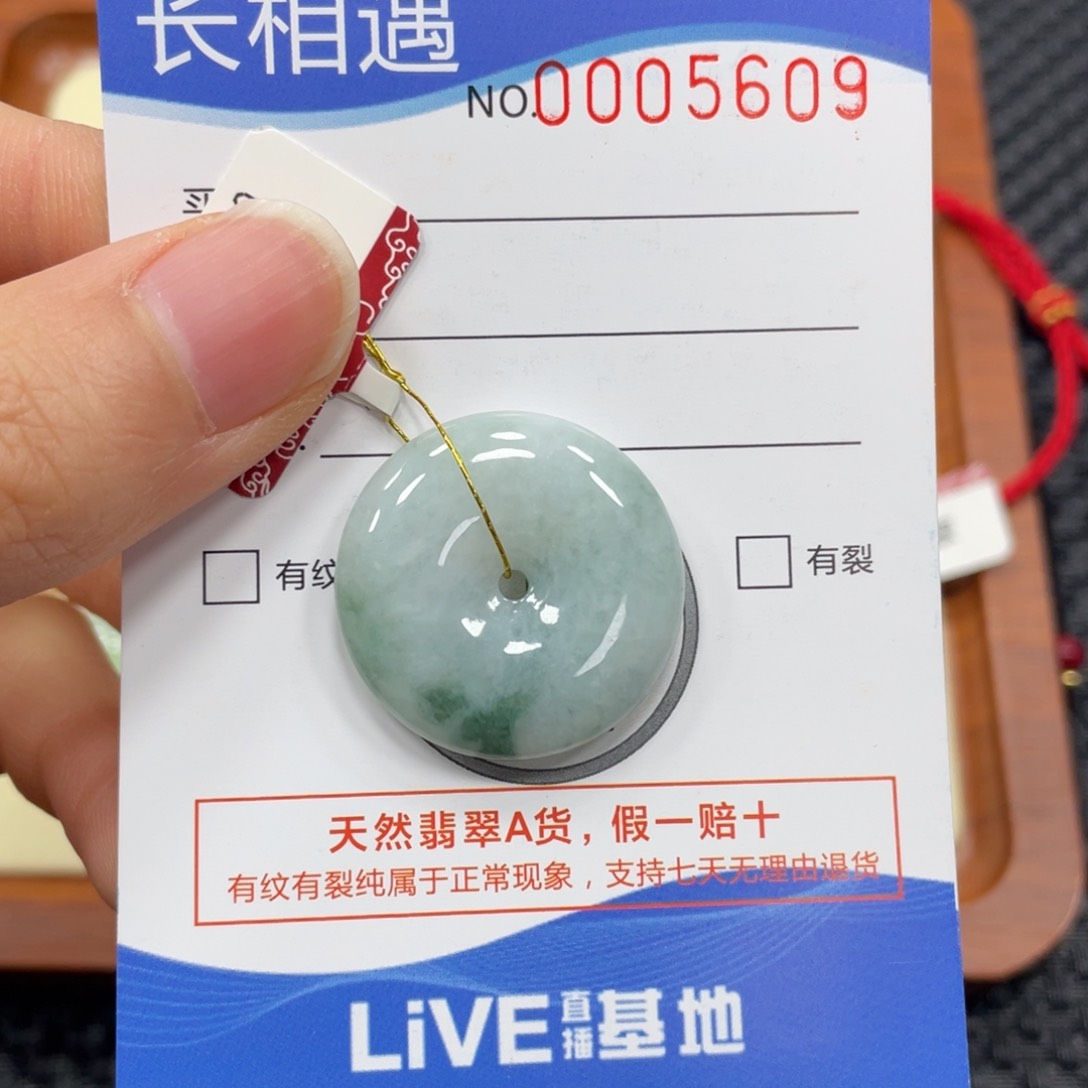 长相遇
NO.0005609
有纹
有裂
天然翡翠A货，假一赔十
有纹有裂纯属于正常现象，支持七天无理由退货
LiVE直播基地